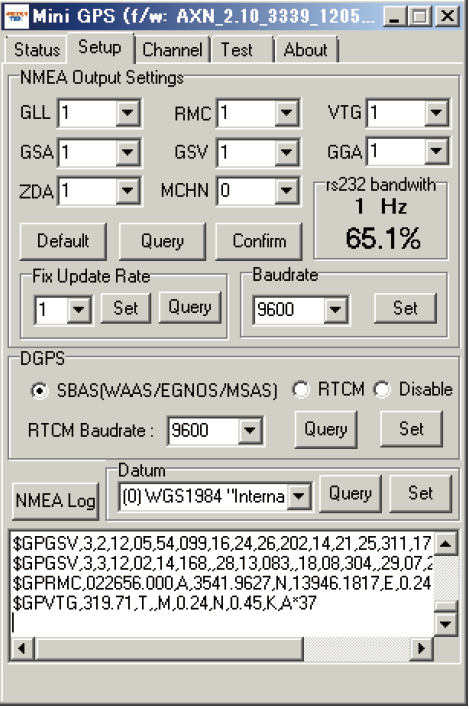 Mini GPS (f/w: AXN_2.10_3339_1205...
Status Setup Channel Test About
NMEA Output Settings
GLL 1 RMC 1 VTG 1
GSA 1 GSV 1 GGA 1
ZDA 1 MCHN 0
rs232 bandwith
1 Hz
65.1%
Default Query Confirm
Fix Update Rate
1 Set Query
Baudrate
9600 Set
DGPS
SBAS(WAAS/EGNOS/MSAS) RTCM Disable
RTCM Baudrate : 9600 Query Set
NMEA Log
Datum
(0) WGS1984 "Interna Query Set
$GPGSV,3,2,12,05,54,099,16,24,26,202,14,21,25,311,17
$GPGSV,3,3,12,02,14,168,,28,13,083,,18,08,304,,29,07,2
$GPRMC,022656.000,A,3541.9627,N,13946.1817,E,0.24
$GPVTG,319.71,T,,M,0.24,N,0.45,K,A*37